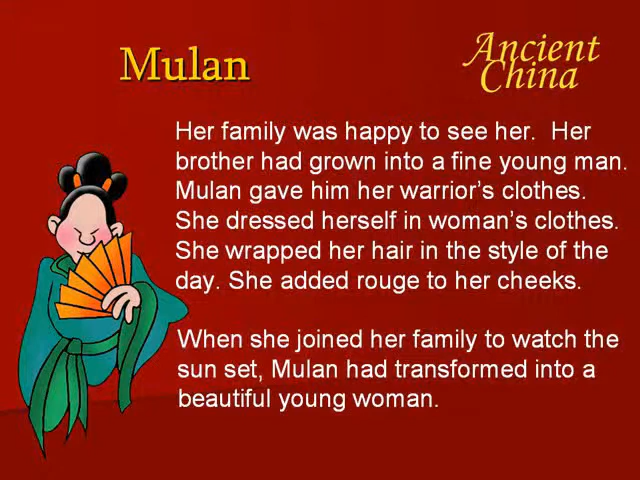 Mulan
Ancient
China
Her family was happy to see her.  Her
brother had grown into a fine young man.
Mulan gave him her warrior's clothes.
She dressed herself in woman's clothes.
She wrapped her hair in the style of the
day. She added rouge to her cheeks.
When she joined her family to watch the
sun set, Mulan had transformed into a
beautiful young woman.